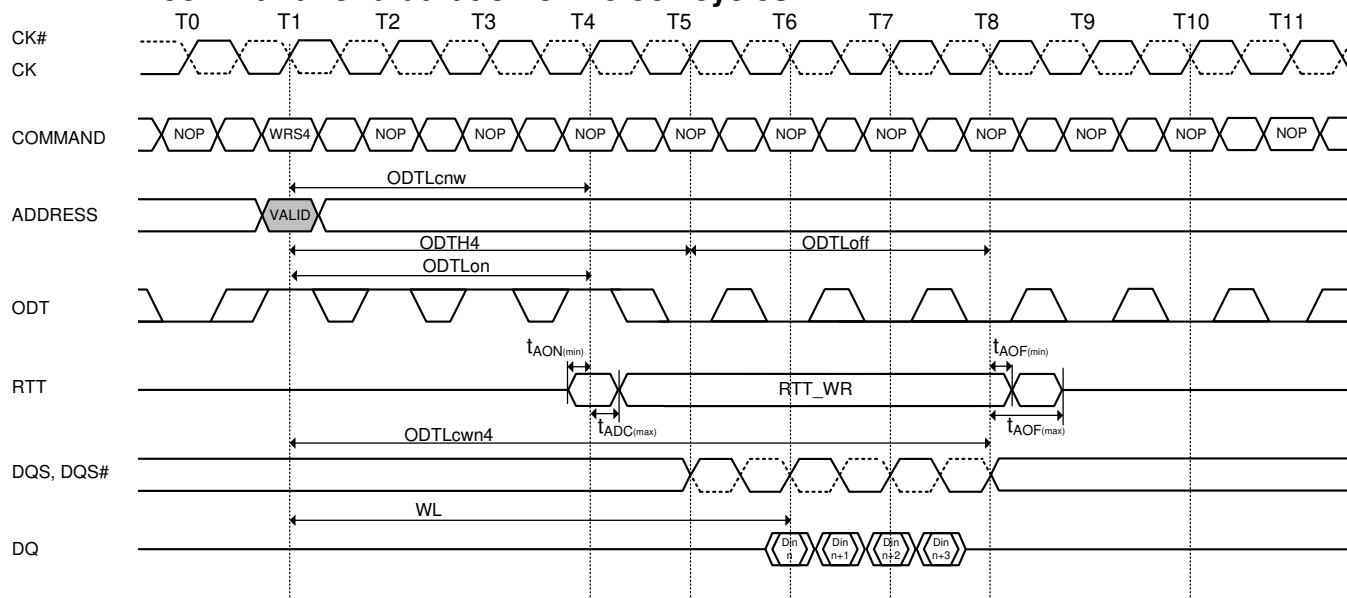 T0 T1 T2 T3 T4 T5 T6 T7 T8 T9 T10 T11
CK#
CK
COMMAND NOP WRS4 NOP NOP NOP NOP NOP NOP NOP NOP NOP NOP
ODTLcnw
ADDRESS VALID
ODTH4 ODTLoff
ODTLon
ODT
tAON(min) tAOF(min)
RTT RTT_WR
tADC(max) tAOF(max)
ODTLcwn4
DQS, DQS#
WL
DQ Din n Din n+1 Din n+2 Din n+3